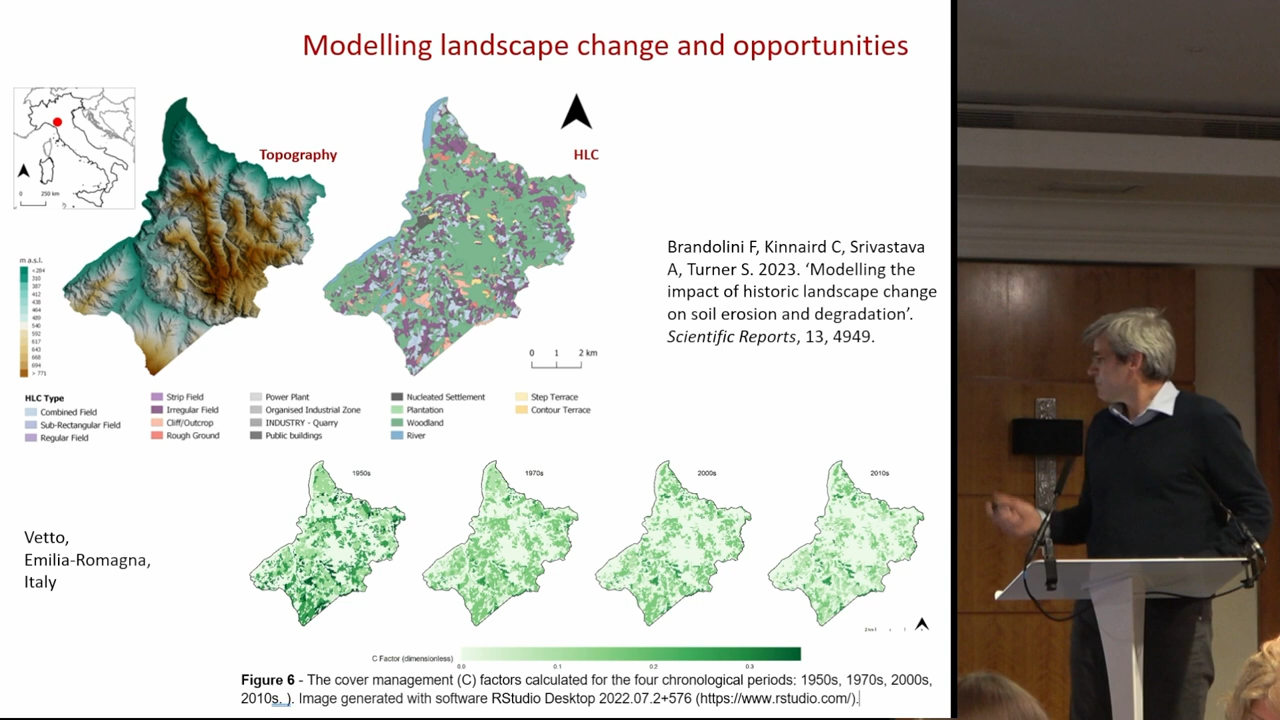 Modelling landscape change and opportunities
Topography
HLC
0 250 km
m a.s.l.
<284
310
387
412
438
464
489
540
592
617
643
668
694
> 771
Brandolini F, Kinnaird C, Srivastava
A, Turner S. 2023. ‘Modelling the
impact of historic landscape change
on soil erosion and degradation’.
Scientific Reports, 13, 4949.
0 1 2 km
HLC Type
Combined Field
Sub-Rectangular Field
Regular Field
Strip Field
Irregular Field
Cliff/Outcrop
Rough Ground
Power Plant
Organised Industrial Zone
INDUSTRY - Quarry
Public buildings
Nucleated Settlement
Plantation
Woodland
River
Step Terrace
Contour Terrace
1950s
1970s
2000s
2010s
Vetto,
Emilia-Romagna,
Italy
C Factor (dimensionless)
0.0 0.1 0.2 0.3
Figure 6 - The cover management (C) factors calculated for the four chronological periods: 1950s, 1970s, 2000s,
2010s. ). Image generated with software RStudio Desktop 2022.07.2+576 (https://www.rstudio.com/).